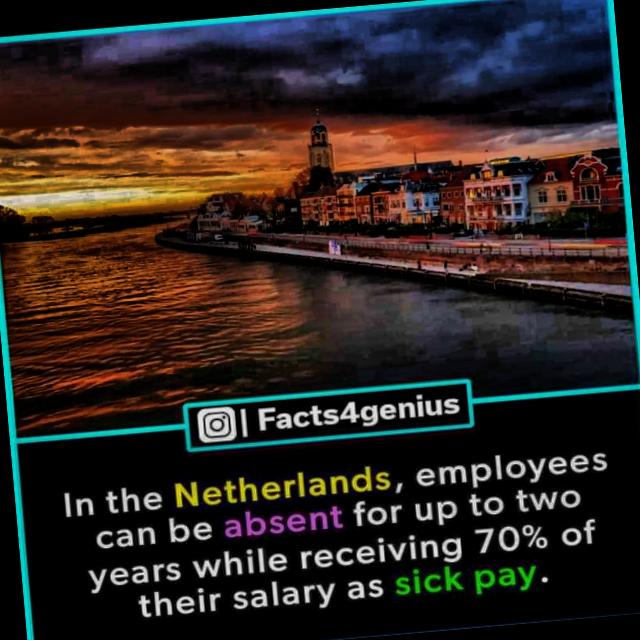 | Facts4genius
In the Netherlands, employees
can be absent for up to two
years while receiving 70% of
their salary as sick pay.